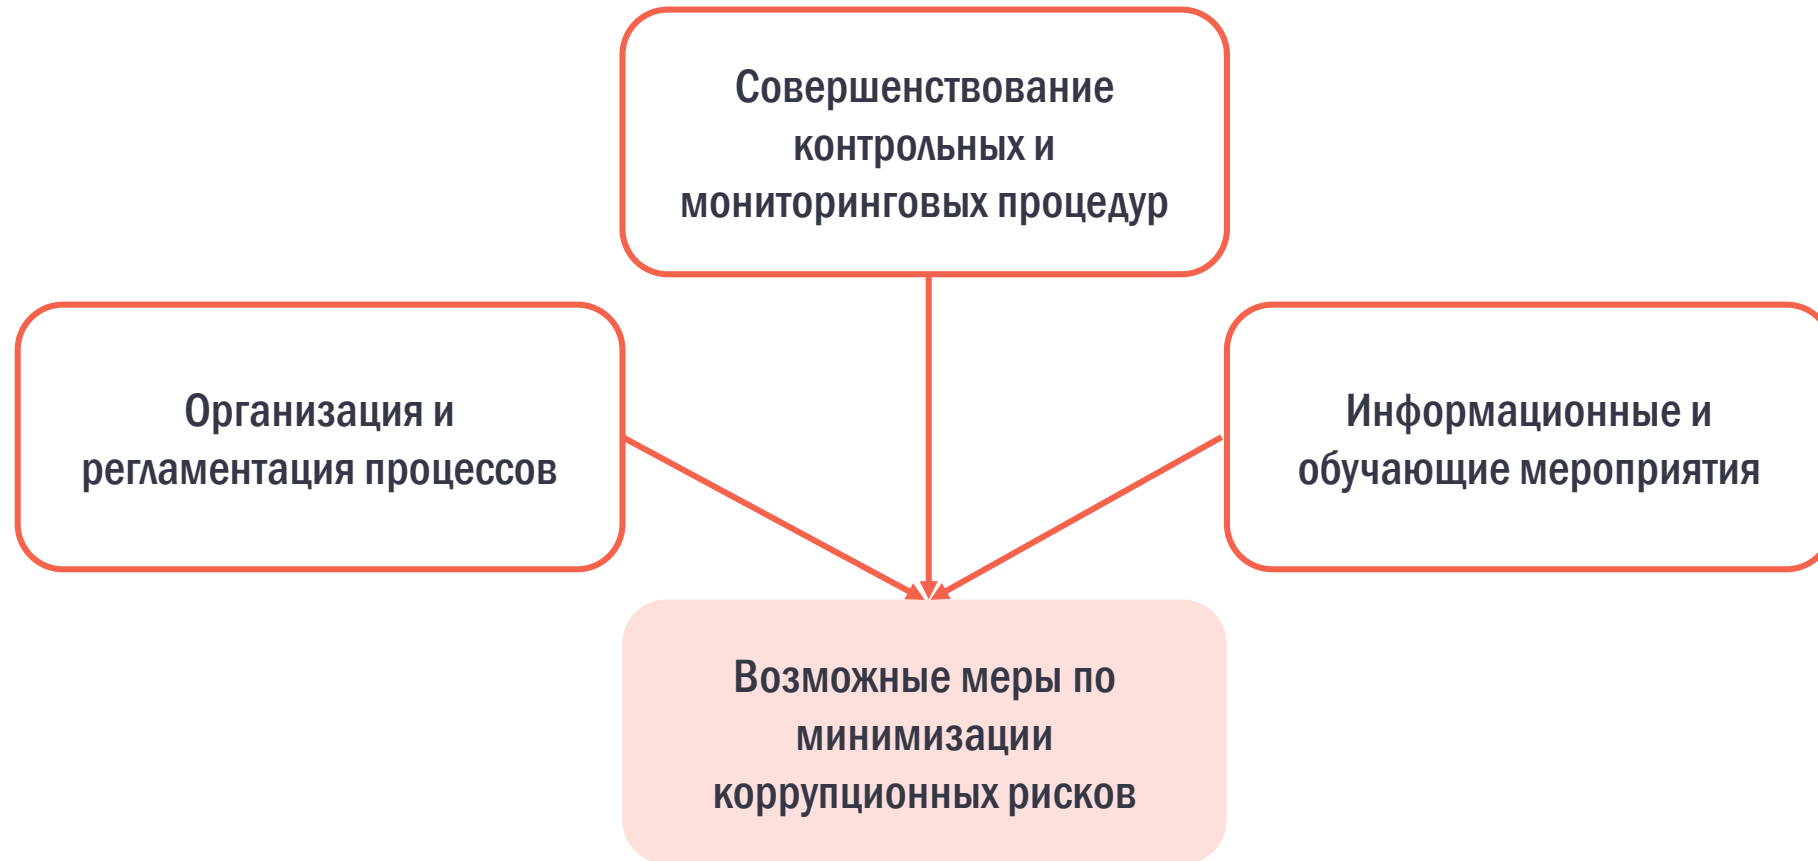 Совершенствование
контрольных и
мониторинговых процедур
Организация и
регламентация процессов
Информационные и
обучающие мероприятия
Возможные меры по
минимизации
коррупционных рисков